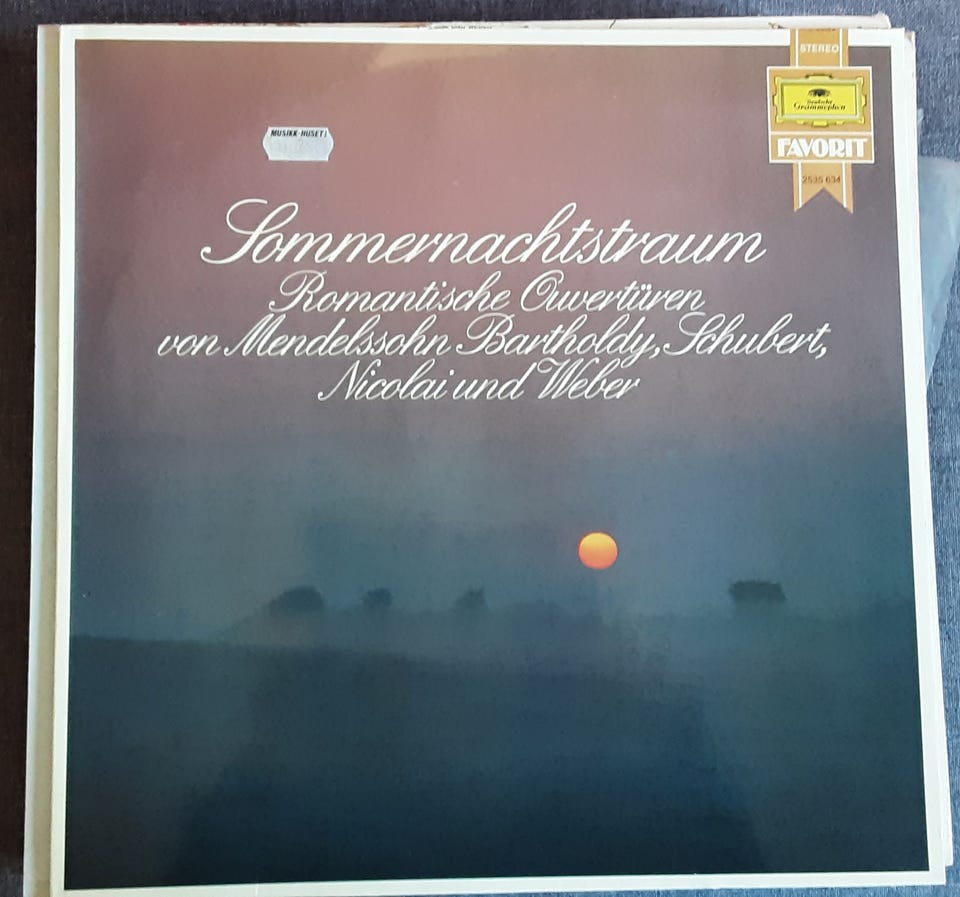 STEREO
Deutsche
Grammophon
FAVORIT
2535 634
MUSIKK-HUSET
Sommernachtstraum
Romantische Ouvertüren
von Mendelssohn Bartholdy, Schubert,
Nicolai und Weber